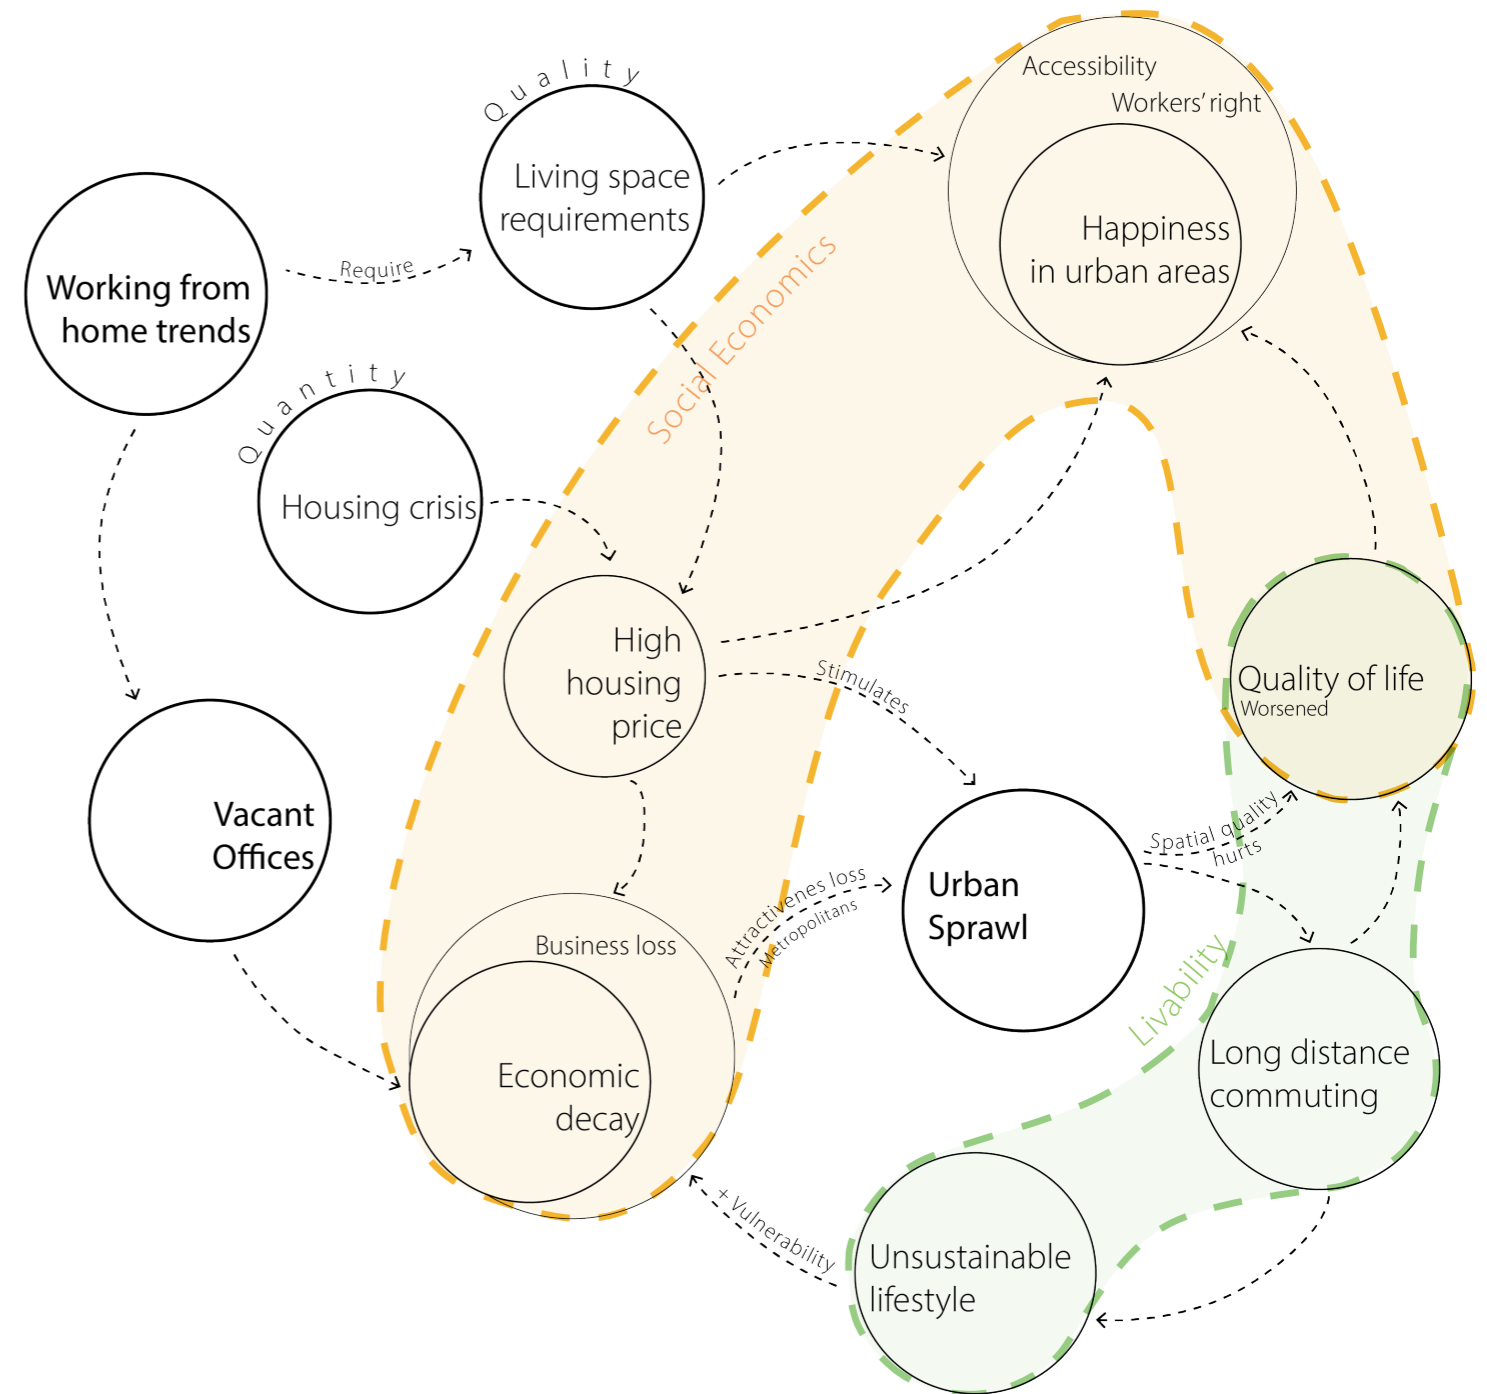 Quality
Living space
requirements
Accessibility
Workers’ right
Happiness
in urban areas
Working from
home trends
Require
Social Economics
Quantity
Housing crisis
High
housing
price
Stimulates
Quality of life
Worsened
Vacant
Offices
Spatial quality
hurts
Urban
Sprawl
Attractivenes loss
Metropolitans
Business loss
Economic
decay
Livability
Long distance
commuting
+ Vulnerability
Unsustainable
lifestyle